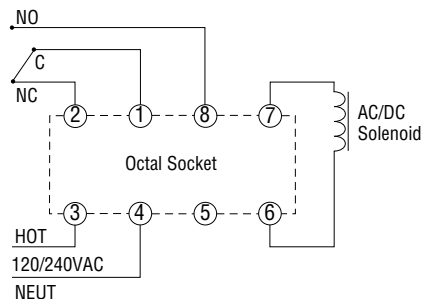 NO
C
NC
2
1
8
7
AC/DC
Solenoid
Octal Socket
3
4
5
6
HOT
120/240VAC
NEUT